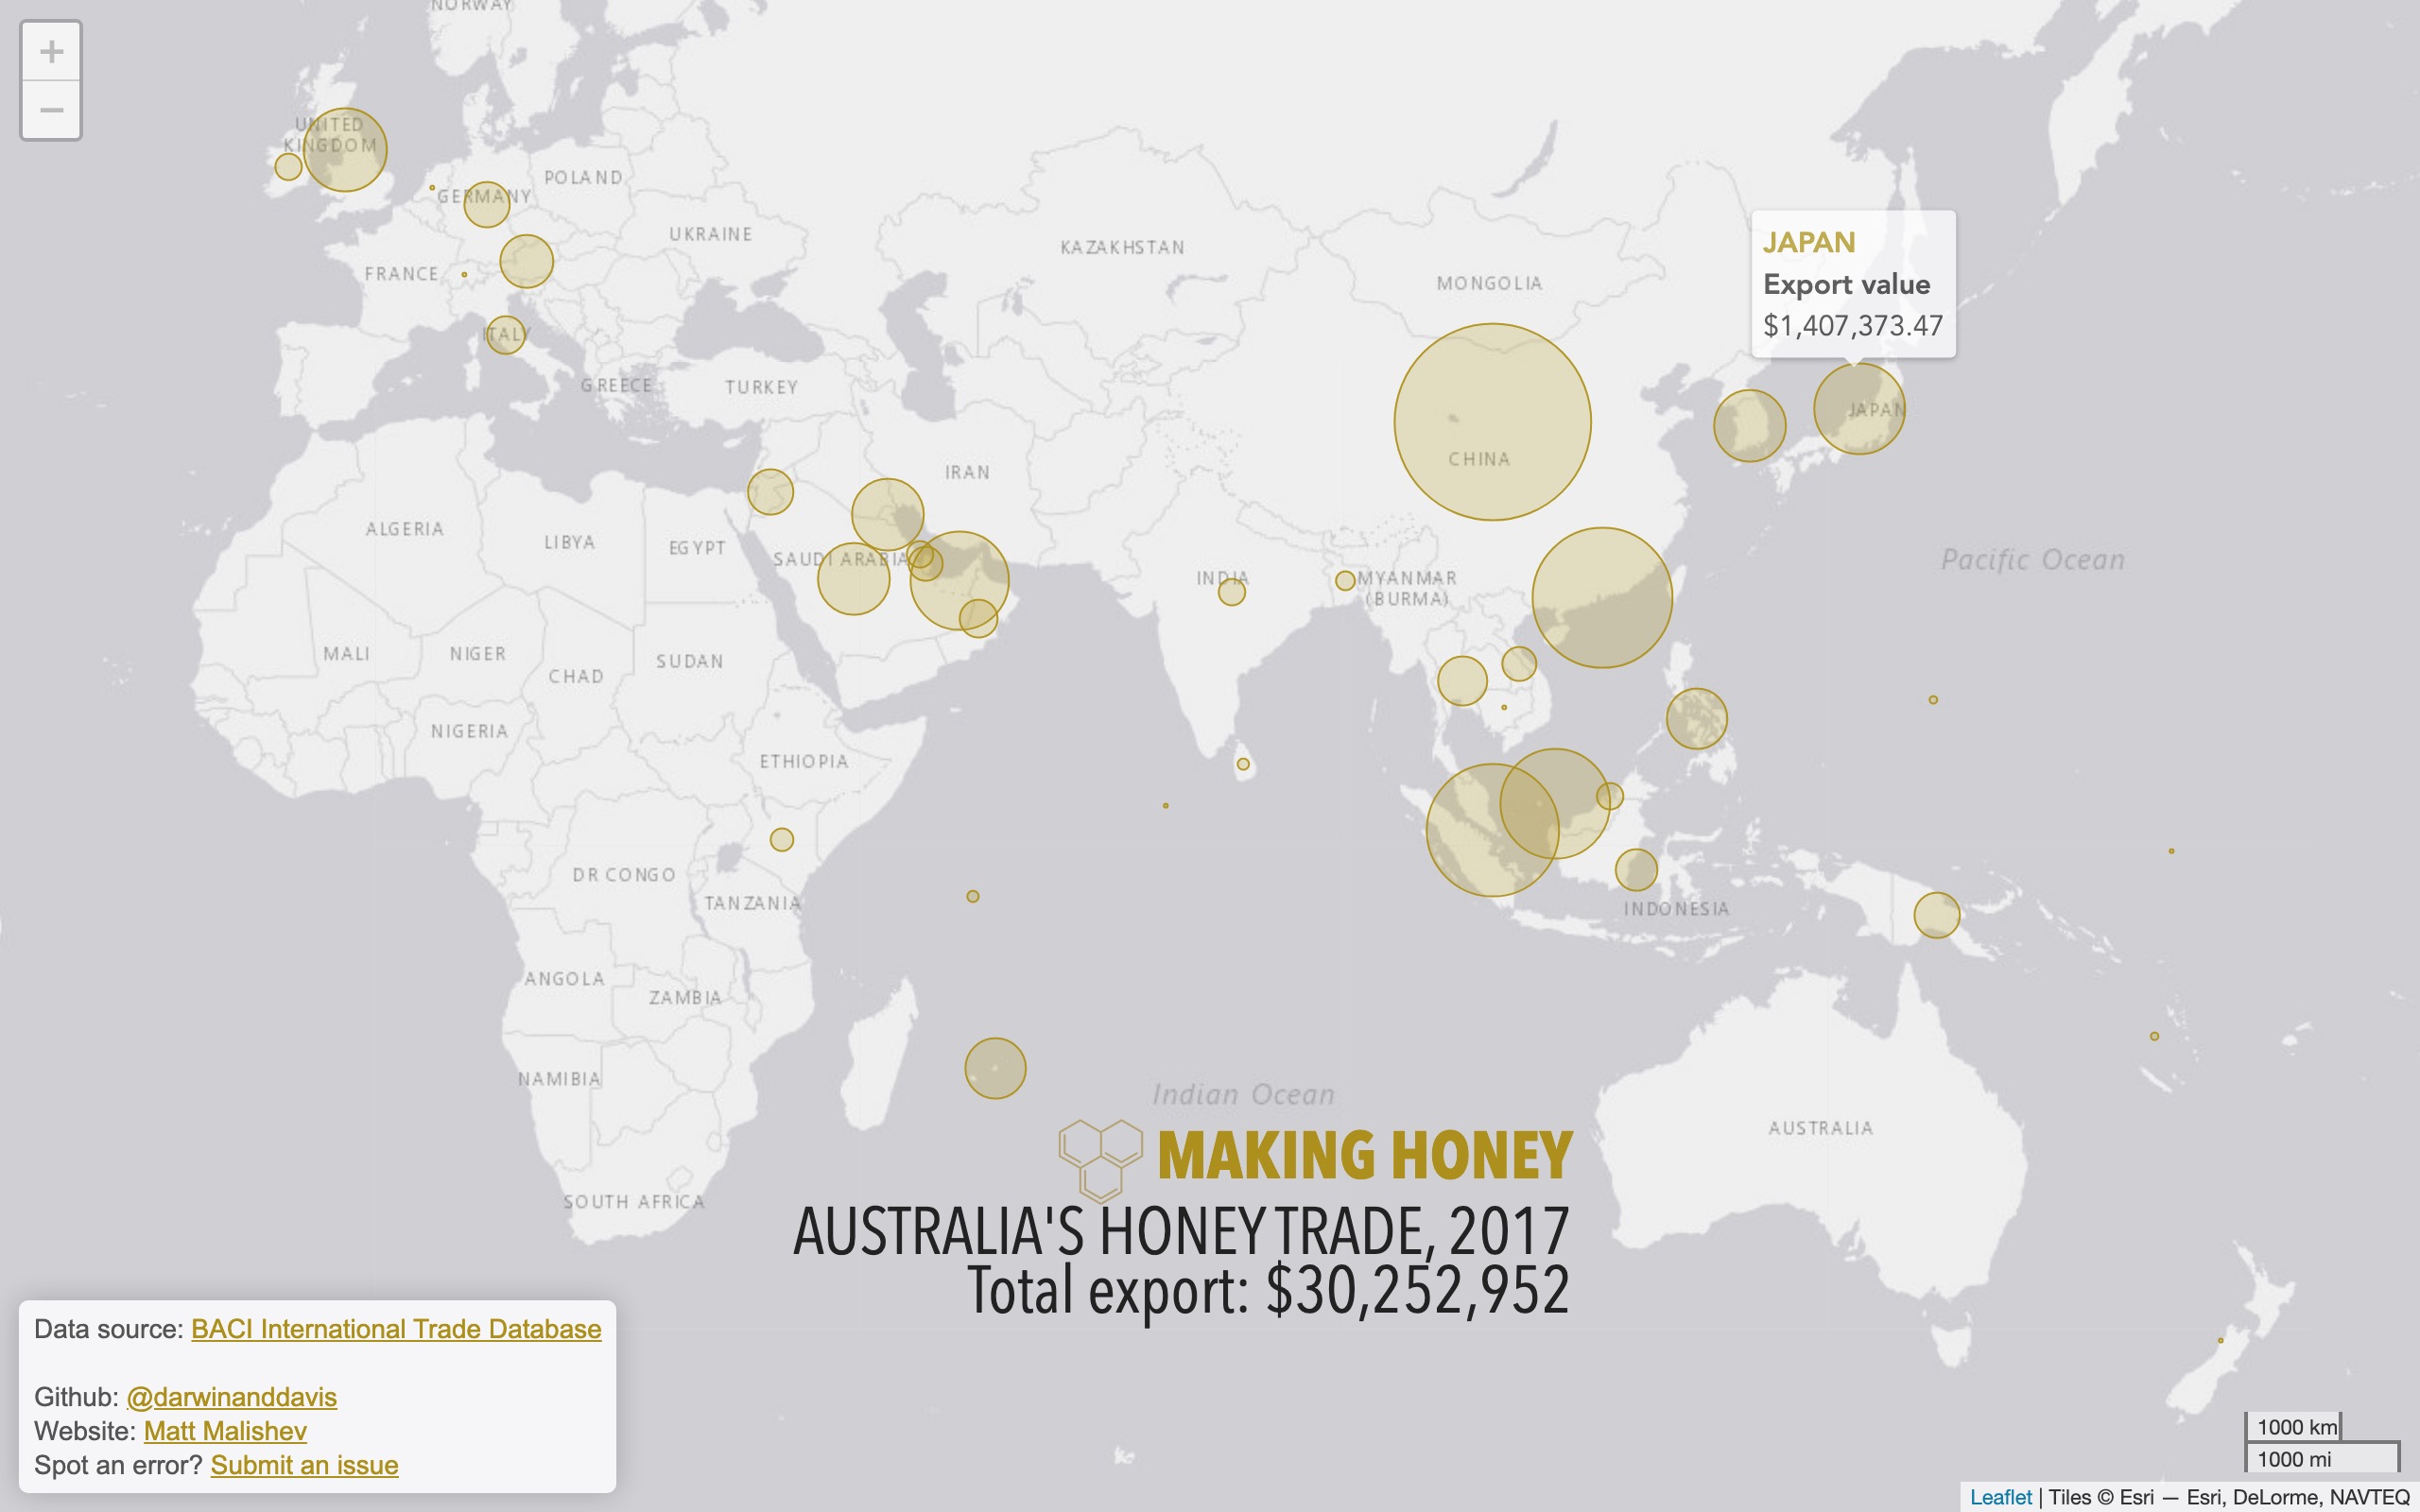 NORWAY
+
−
UNITED
KINGDOM
POLAND
GERMANY
UKRAINE
FRANCE
KAZAKHSTAN
MONGOLIA
JAPAN
Export value
$1,407,373.47
ITALY
GREECE
TURKEY
JAPAN
CHINA
IRAN
ALGERIA
LIBYA
EGYPT
SAUDI ARABIA
Pacific Ocean
INDIA
MYANMAR
(BURMA)
MALI
NIGER
CHAD
SUDAN
NIGERIA
ETHIOPIA
DR CONGO
TANZANIA
INDONESIA
ANGOLA
ZAMBIA
NAMIBIA
Indian Ocean
AUSTRALIA
SOUTH AFRICA
MAKING HONEY
AUSTRALIA'S HONEY TRADE, 2017
Total export: $30,252,952
Data source: BACI International Trade Database
Github: @darwinanddavis
Website: Matt Malishev
Spot an error? Submit an issue
1000 km
1000 mi
Leaflet | Tiles © Esri — Esri, DeLorme, NAVTEQ